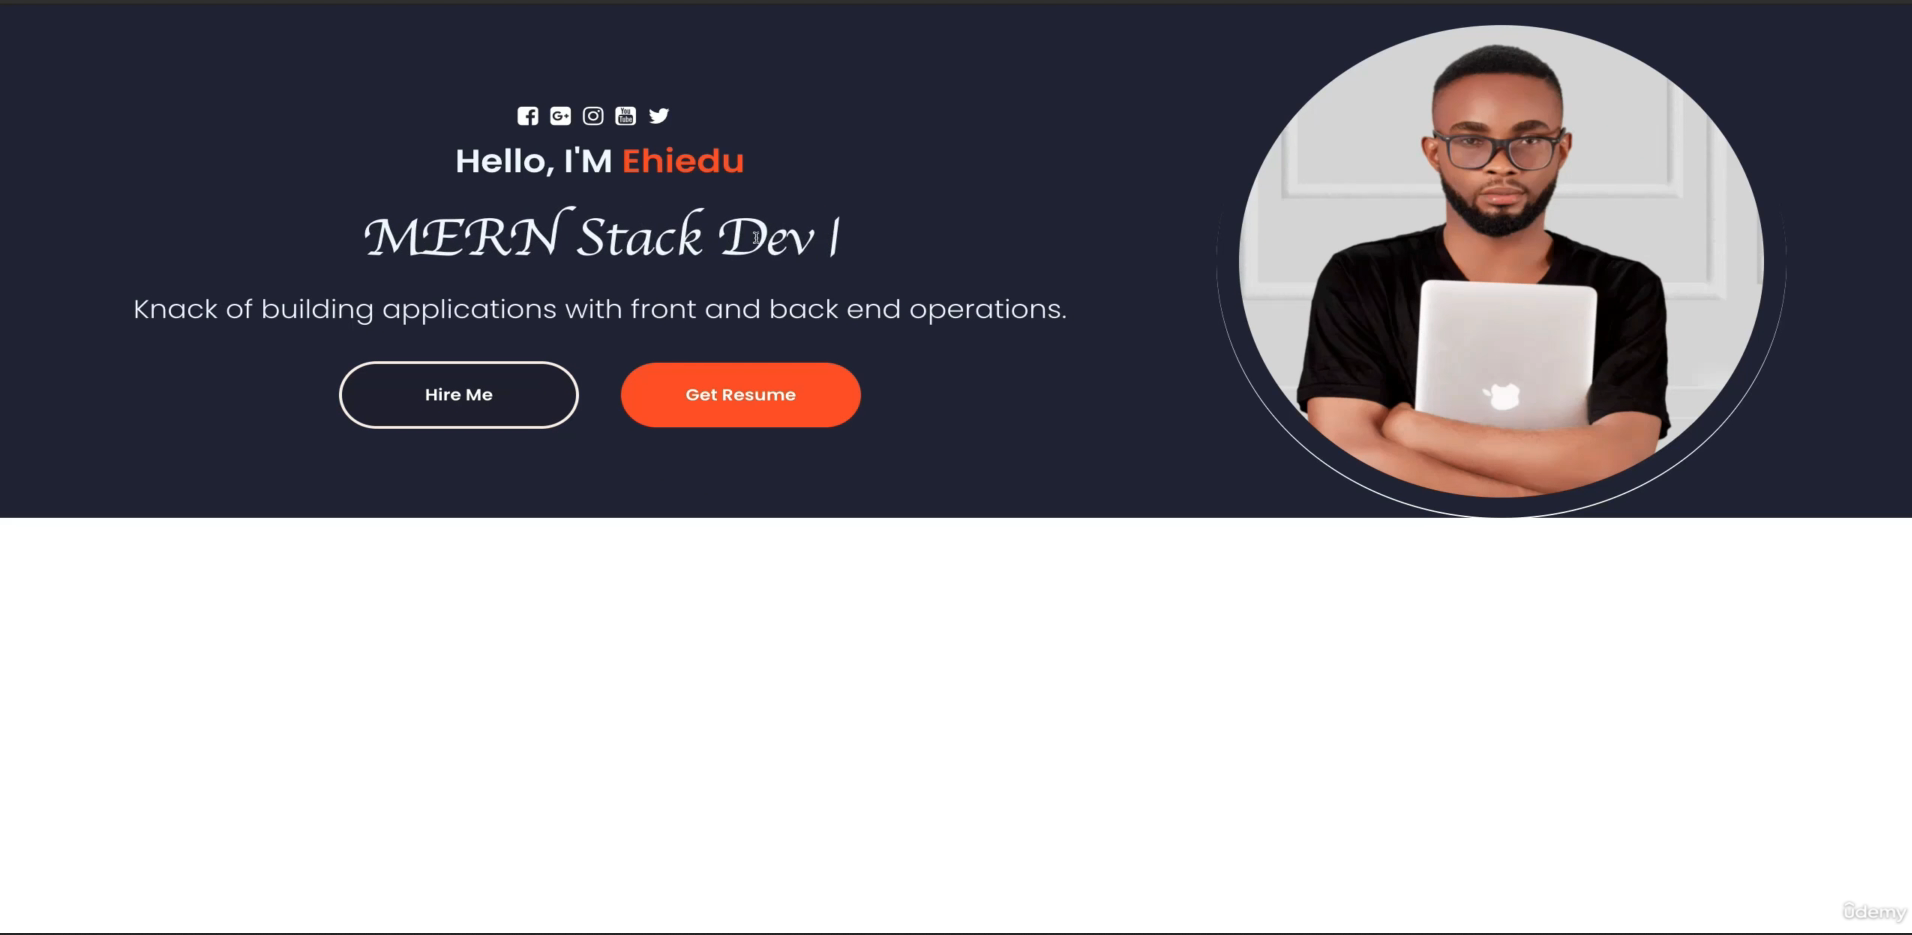 Hello, I'M Ehiedu
MERN Stack Dev |
Knack of building applications with front and back end operations.
Hire Me
Get Resume
ûdemy